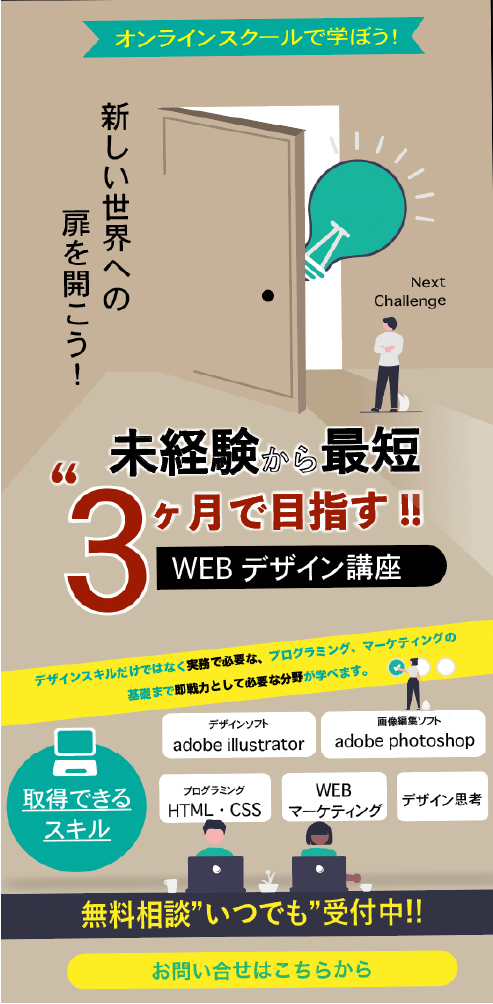 オンラインスクールで学ぼう!
新しい世界への
扉を開こう!
Next
Challenge
未経験から最短
“3ヶ月で目指す!!
WEB デザイン講座
デザインスキルだけではなく実務で必要な、プログラミング、マーケティングの
基礎まで即戦力として必要な分野が学べます。
取得できる
スキル
デザインソフト
adobe illustrator
画像編集ソフト
adobe photoshop
プログラミング
HTML・CSS
WEB
マーケティング
デザイン思考
無料相談”いつでも”受付中!!
お問い合せはこちらから